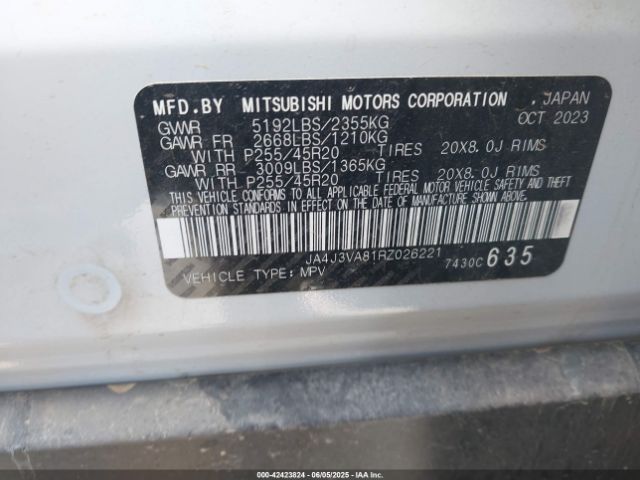 MFD.BY MITSUBISHI MOTORS CORPORATION , JAPAN
GVWR 5192LBS/2355KG OCT 2023
GAWR FR 2668LBS/1210KG
WITH P255/45R20 TIRES 20X8.0J RIMS
GAWR RR 3009LBS/1365KG
WITH P255/45R20 TIRES 20X8.0J RIMS
THIS VEHICLE CONFORMS TO ALL APPLICABLE FEDERAL MOTOR VEHICLE SAFETY AND THEFT
PREVENTION STANDARDS IN EFFECT ON THE DATE OF MANUFACTURE SHOWN ABOVE.
JA4J3VA81RZ026221
VEHICLE TYPE: MPV 7430C 635
000-42423824 | 06/05/2025 | IAA Inc.